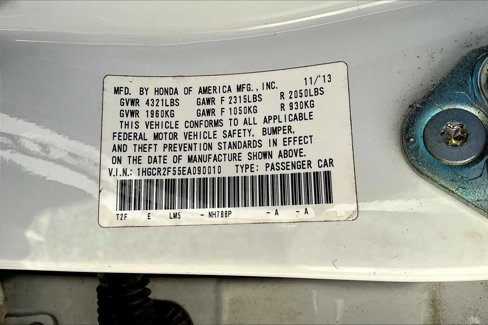 MFD. BY HONDA OF AMERICA MFG., INC. 11/'13
GVWR 4321LBS GAWR F 2315LBS R 2050LBS
GVWR 1960KG GAWR F 1050KG R 930KG
THIS VEHICLE CONFORMS TO ALL APPLICABLE
FEDERAL MOTOR VEHICLE SAFETY, BUMPER,
AND THEFT PREVENTION STANDARDS IN EFFECT
ON THE DATE OF MANUFACTURE SHOWN ABOVE.
V.I.N.: 1HGCR2F55EA090010 TYPE: PASSENGER CAR
T2F E LM5 - NH788P - A - A